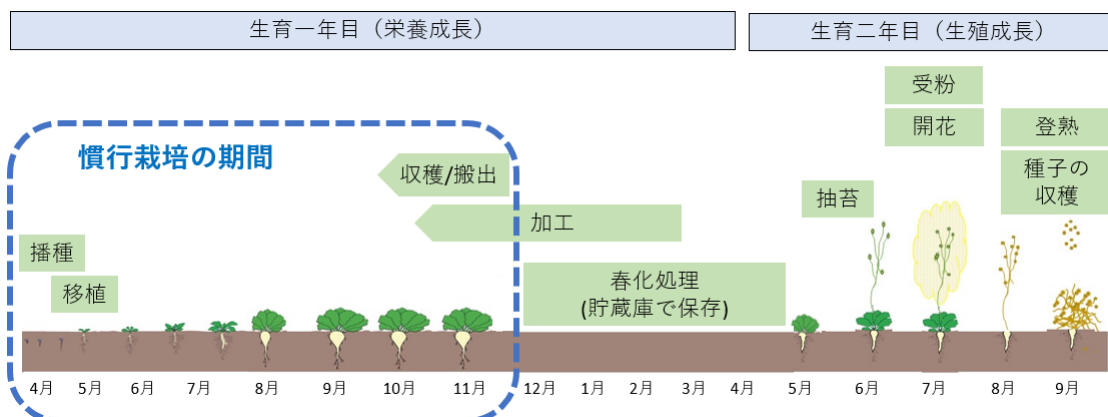 生育一年目（栄養成長）
生育二年目（生殖成長）
受粉
開花
登熟
慣行栽培の期間
収穫/搬出
種子の
収穫
抽苔
加工
播種
移植
春化処理
(貯蔵庫で保存)
4月 5月 6月 7月 8月 9月 10月 11月 12月 1月 2月 3月 4月 5月 6月 7月 8月 9月